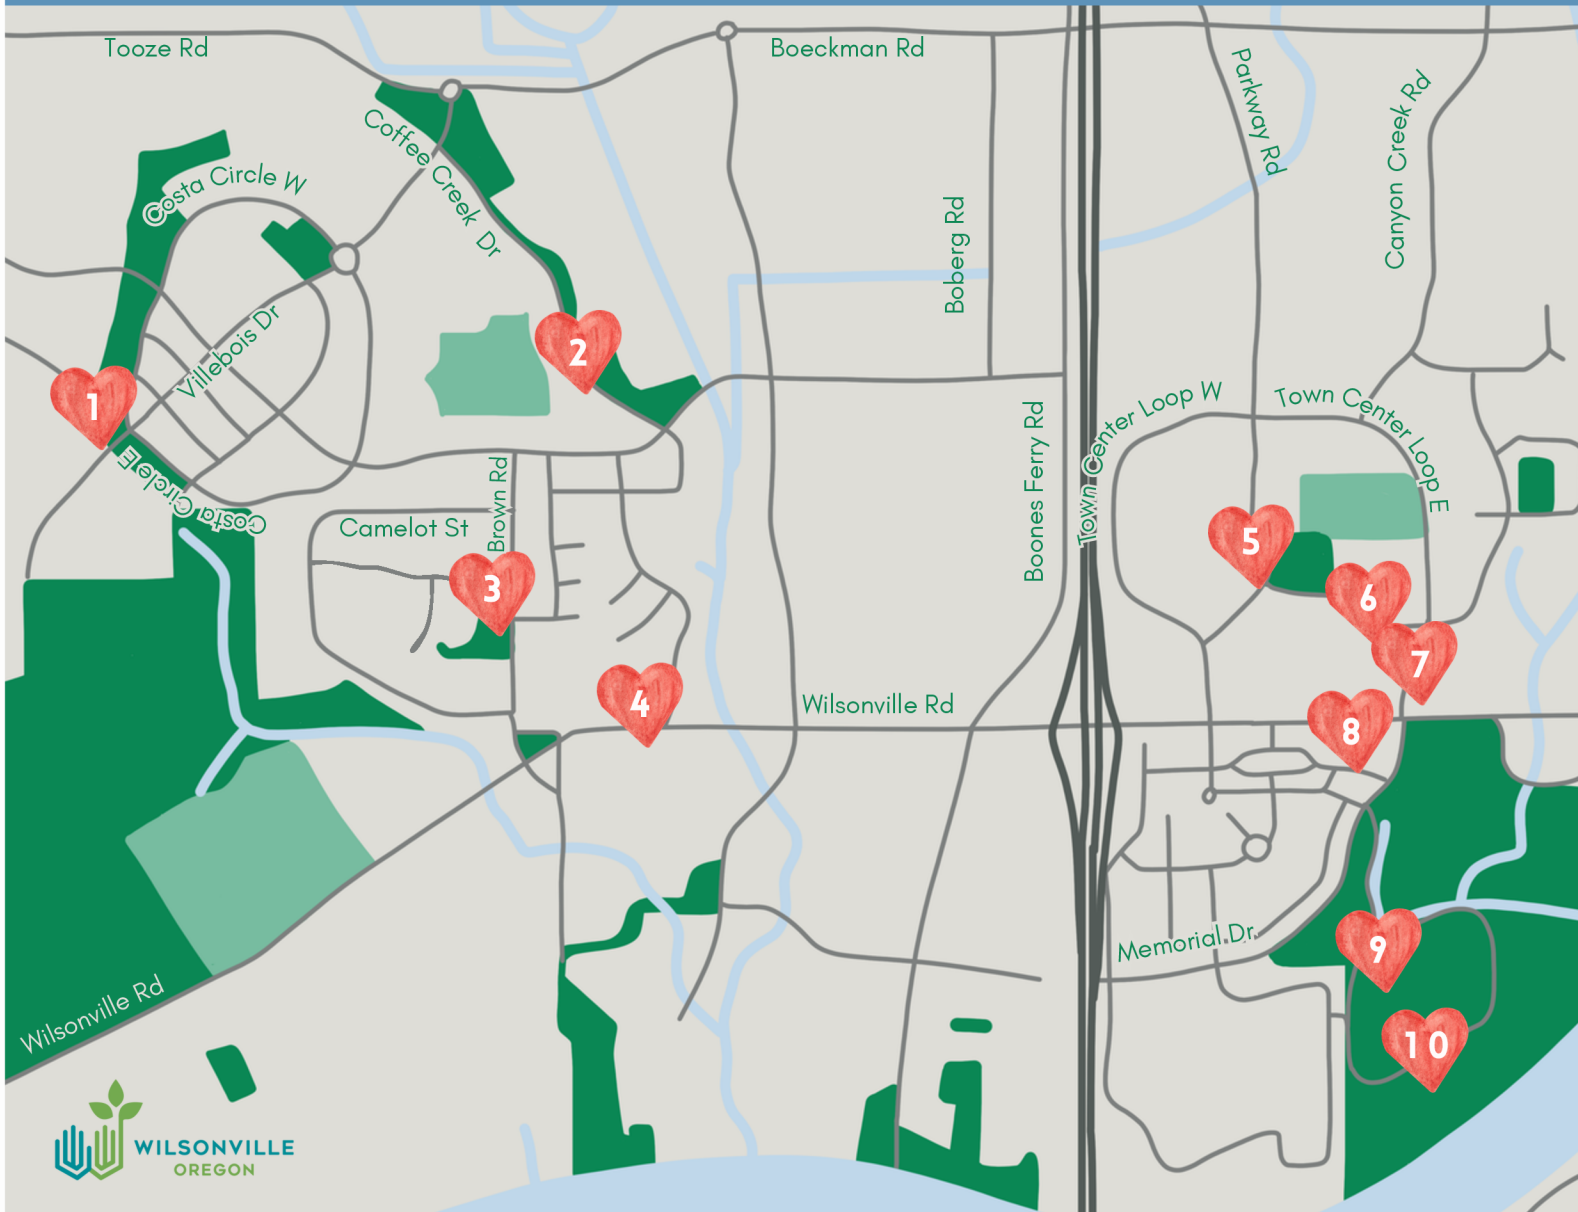 Tooze Rd
Boeckman Rd
Parkway Rd
Canyon Creek Rd
Coffee Creek Dr
Costa Circle W
Boberg Rd
Villebois Dr
1
2
Town Center Loop W
Town Center Loop E
Boones Ferry Rd
Costa Circle E
Brown Rd
Camelot St
3
5
6
7
4
Wilsonville Rd
8
Memorial Dr
9
Wilsonville Rd
10
WILSONVILLE
OREGON